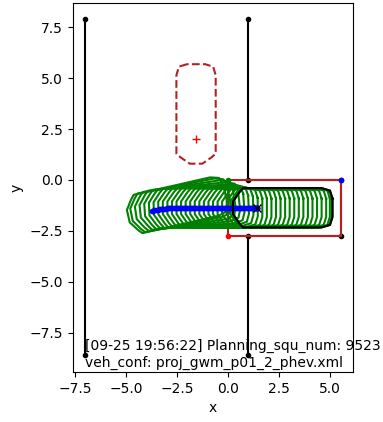 7.5
5.0
2.5
0.0
−2.5
−5.0
−7.5
y
[09-25 19:56:22] Planning_squ_num: 9523
veh_conf: proj_gwm_p01_2_phev.xml
−7.5 −5.0 −2.5 0.0 2.5 5.0
x